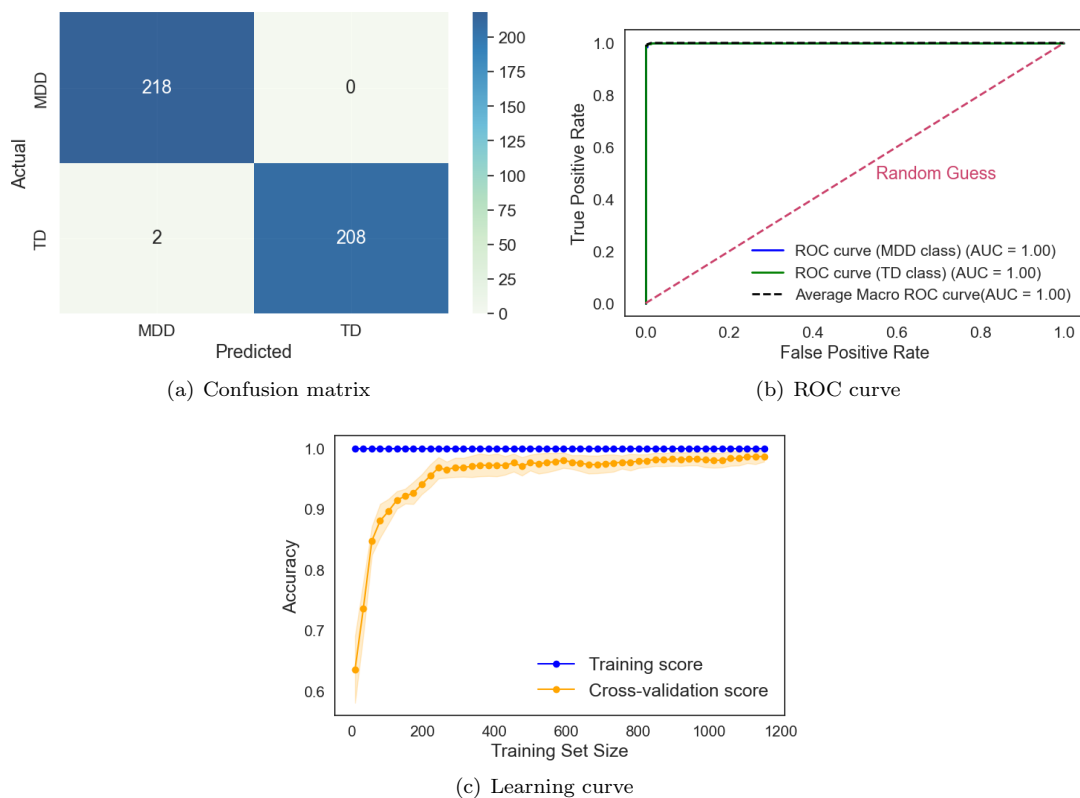 MDD
TD
Actual
218
0
2
208
MDD
TD
Predicted
200
175
150
125
100
75
50
25
0
(a) Confusion matrix
1.0
0.8
0.6
0.4
0.2
0.0
True Positive Rate
Random Guess
ROC curve (MDD class) (AUC = 1.00)
ROC curve (TD class) (AUC = 1.00)
Average Macro ROC curve(AUC = 1.00)
0.0 0.2 0.4 0.6 0.8 1.0
False Positive Rate
(b) ROC curve
1.0
0.9
0.8
0.7
0.6
Accuracy
Training score
Cross-validation score
0 200 400 600 800 1000 1200
Training Set Size
(c) Learning curve